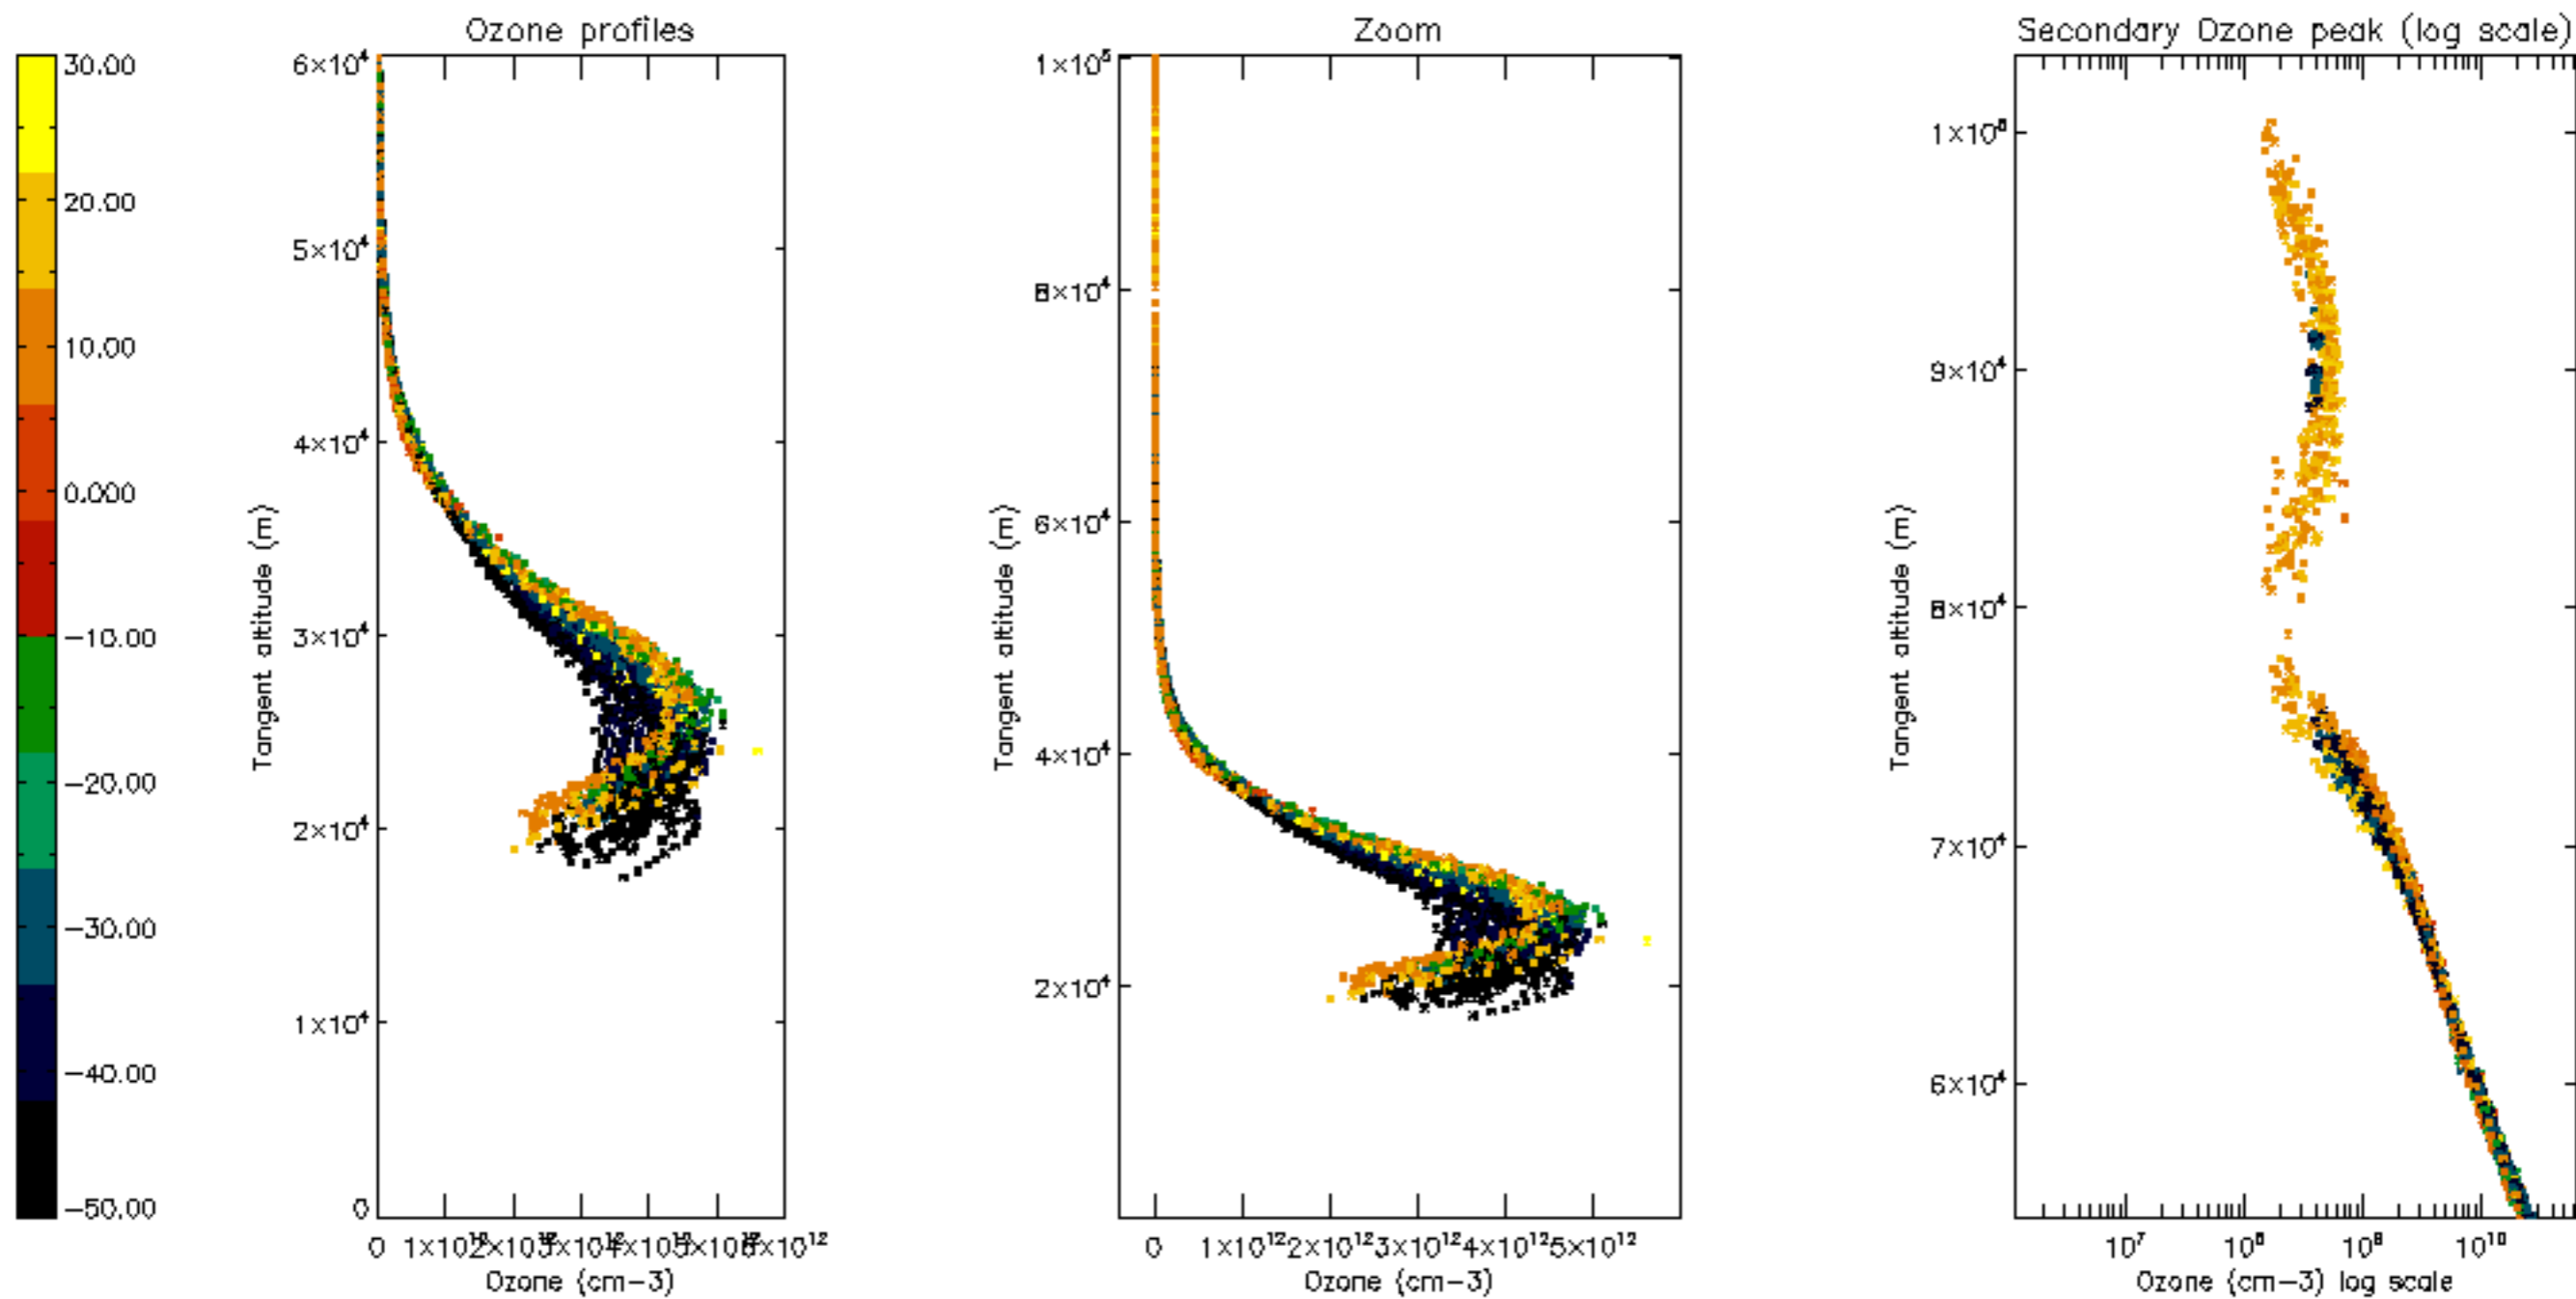 Ozone profiles
Zoom
Secondary Ozone peak (log scale)
30.00
20.00
10.00
0.000
−10.00
−20.00
−30.00
−40.00
−50.00
6×10⁴
5×10⁴
4×10⁴
3×10⁴
2×10⁴
1×10⁴
0
Tangent altitude (m)
0
Ozone (cm−3)
1×10⁵
8×10⁴
6×10⁴
4×10⁴
2×10⁴
Tangent altitude (m)
0 1×10¹² 2×10¹² 3×10¹² 4×10¹² 5×10¹²
Ozone (cm−3)
9×10⁴
8×10⁴
7×10⁴
6×10⁴
Tangent altitude (m)
10⁷ 10⁸ 10⁹ 10¹⁰
Ozone (cm−3) log scale